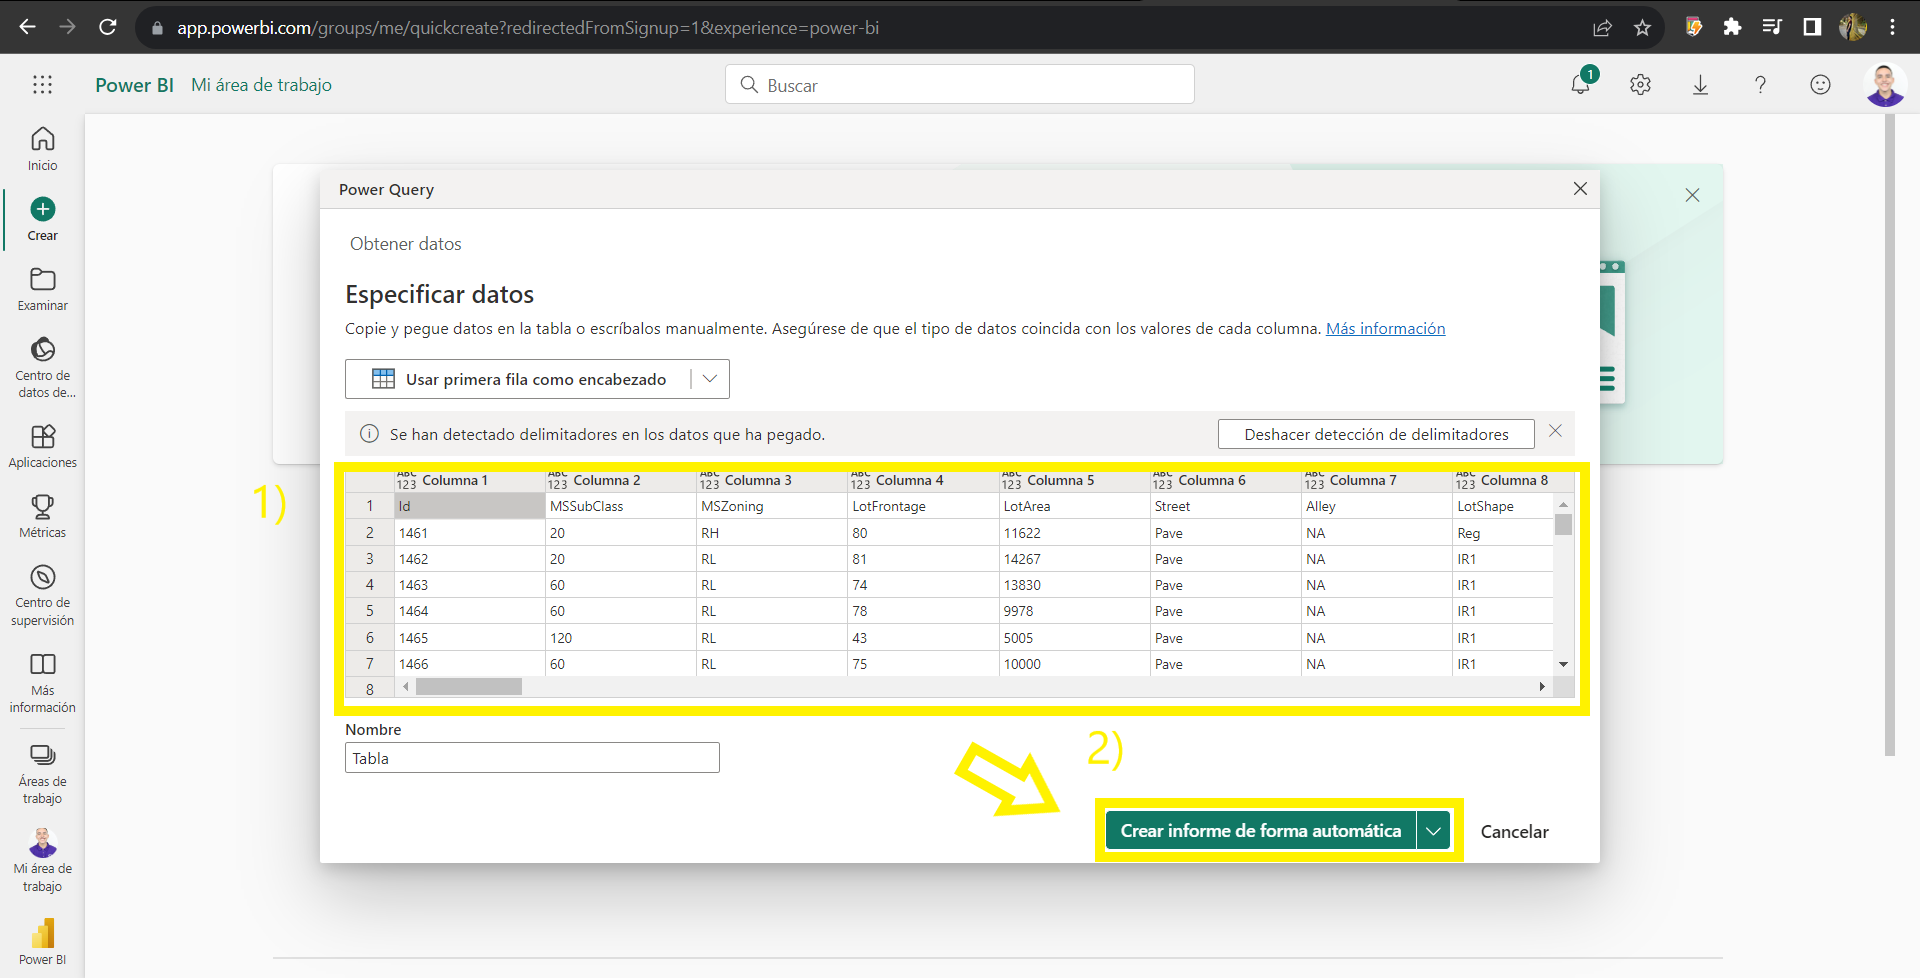 app.powerbi.com/groups/me/quickcreate?redirectedFromSignup=1&experience=power-bi
Power BI Mi área de trabajo
Buscar
1
?
Inicio
Crear
Examinar
Centro de
datos de...
Aplicaciones
Métricas
Centro de
supervisión
Más
información
Áreas de
trabajo
Mi área de
trabajo
Power BI
Power Query
Obtener datos
Especificar datos
Copie y pegue datos en la tabla o escríbalos manualmente. Asegúrese de que el tipo de datos coincida con los valores de cada columna. Más información
Usar primera fila como encabezado
Se han detectado delimitadores en los datos que ha pegado. Deshacer detección de delimitadores
1)
ABC 123 Columna 1 ABC 123 Columna 2 ABC 123 Columna 3 ABC 123 Columna 4 ABC 123 Columna 5 ABC 123 Columna 6 ABC 123 Columna 7 ABC 123 Columna 8
1 Id MSSubClass MSZoning LotFrontage LotArea Street Alley LotShape
2 1461 20 RH 80 11622 Pave NA Reg
3 1462 20 RL 81 14267 Pave NA IR1
4 1463 60 RL 74 13830 Pave NA IR1
5 1464 60 RL 78 9978 Pave NA IR1
6 1465 120 RL 43 5005 Pave NA IR1
7 1466 60 RL 75 10000 Pave NA IR1
8
Nombre
Tabla
2)
Crear informe de forma automática Cancelar